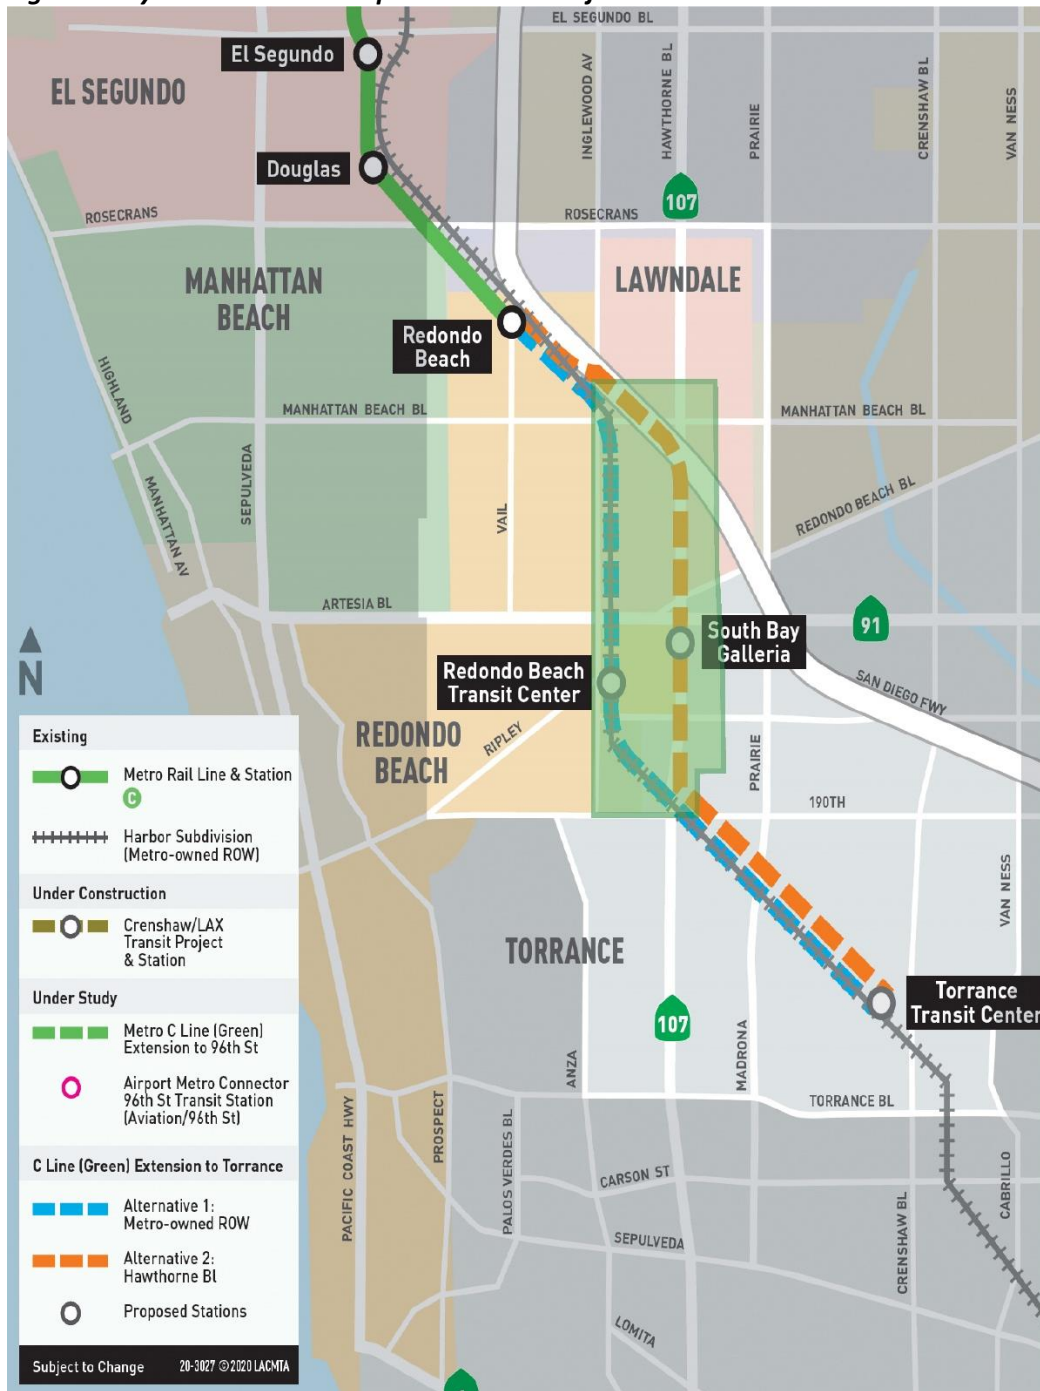 EL SEGUNDO BL
El Segundo
EL SEGUNDO
INGLEWOOD AV
HAWTHORNE BL
PRAIRIE
CRENSHAW BL
VAN NESS
Douglas
107
ROSECRANS
ROSECRANS
MANHATTAN
BEACH
LAWNDALE
Redondo
Beach
HIGHLAND
MANHATTAN BEACH BL
MANHATTAN BEACH BL
SEPULVEDA
MANHATTAN AV
VAIL
REDONDO BEACH BL
ARTESIA BL
91
South Bay
Galleria
N
Redondo Beach
Transit Center
SAN DIEGO FWY
REDONDO
BEACH
RIPLEY
PRAIRIE
190TH
VAN NESS
TORRANCE
Torrance
Transit Center
107
ANZA
MADRONA
TORRANCE BL
PACIFIC COAST HWY
PROSPECT
PALOS VERDES BL
CARSON ST
CABRILLO
SEPULVEDA
CRENSHAW BL
LOMITA
Existing
Metro Rail Line & Station
C
Harbor Subdivision
(Metro-owned ROW)
Under Construction
Crenshaw/LAX
Transit Project
& Station
Under Study
Metro C Line (Green)
Extension to 96th St
Airport Metro Connector
96th St Transit Station
(Aviation/96th St)
C Line (Green) Extension to Torrance
Alternative 1:
Metro-owned ROW
Alternative 2:
Hawthorne Bl
Proposed Stations
Subject to Change 20-3027 ©2020 LACMTA